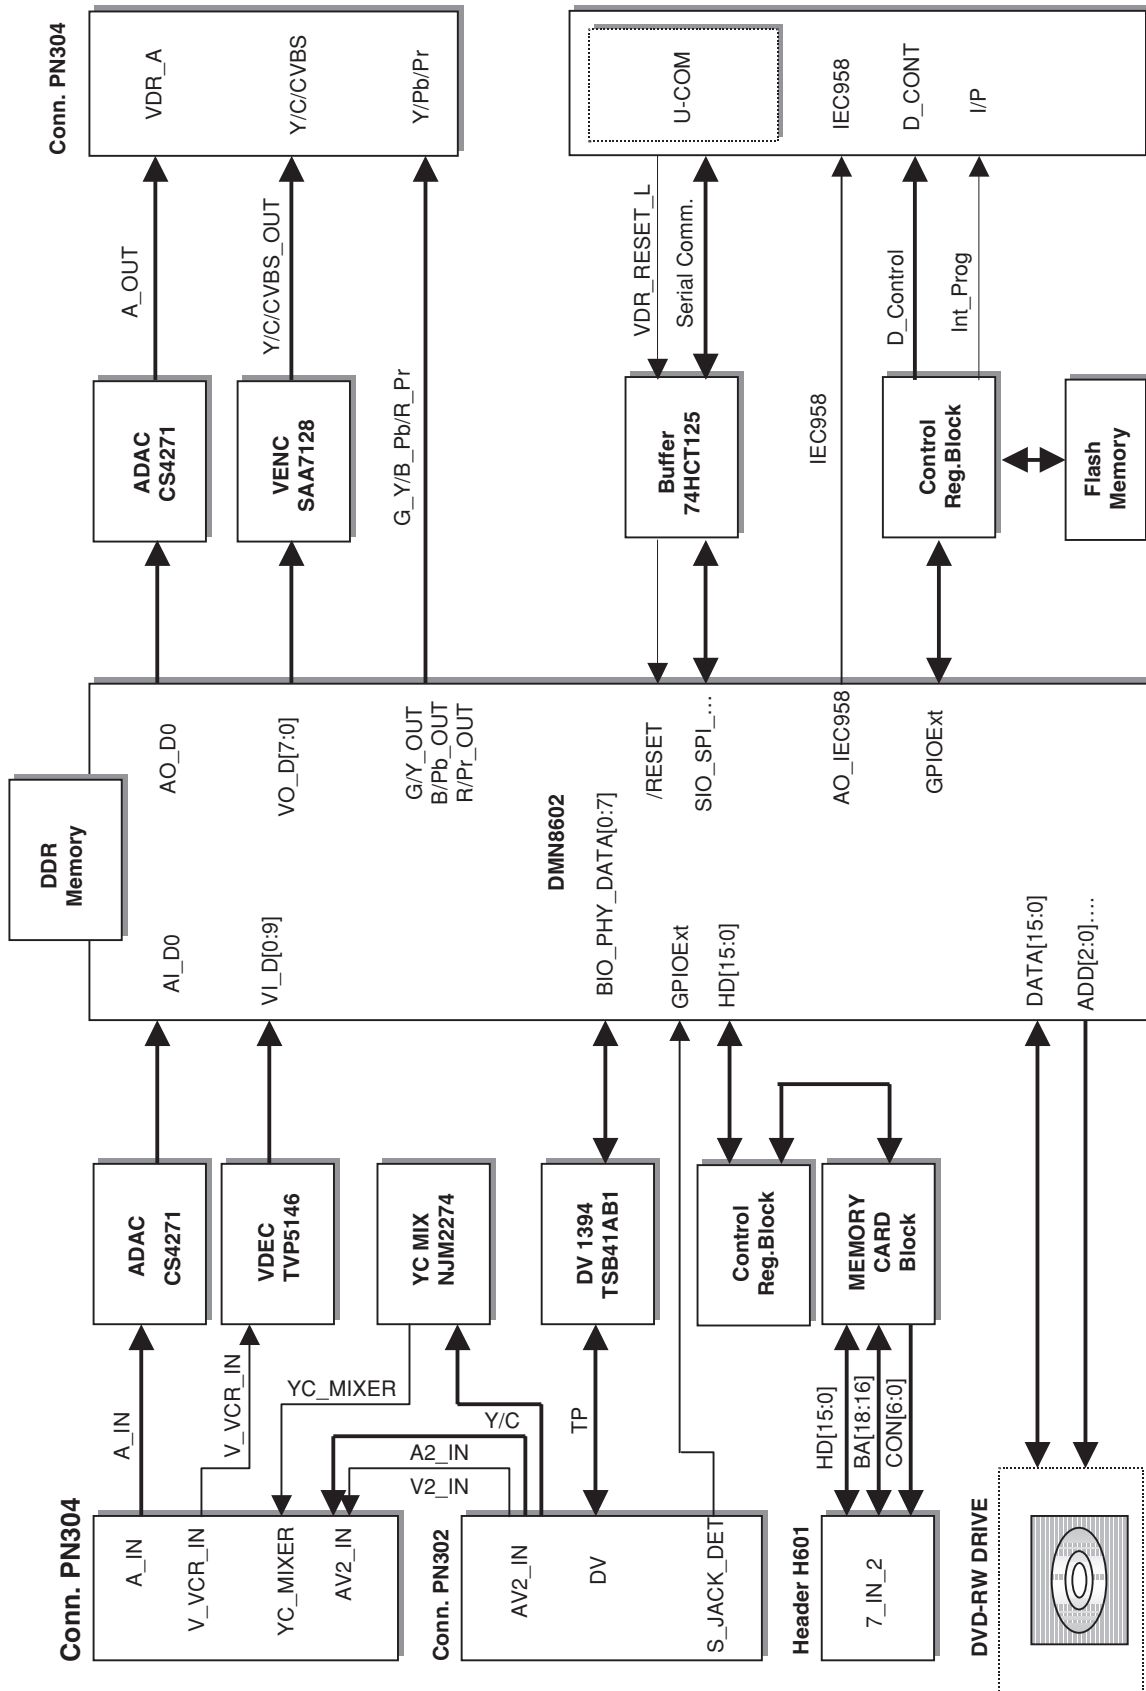 Conn. PN304
A_IN
V_VCR_IN
YC_MIXER
AV2_IN
Conn. PN302
AV2_IN
DV
S_JACK_DET
Header H601
7_IN_2
DVD-RW DRIVE
A_IN
V_VCR_IN
YC_MIXER
Y/C
A2_IN
V2_IN
TP
HD[15:0]
BA[18:16]
CON[6:0]
ADAC
CS4271
VDEC
TVP5146
YC MIX
NJM2274
DV 1394
TSB41AB1
Control
Reg.Block
MEMORY
CARD
Block
DDR
Memory
AI_D0
VI_D[0:9]
BIO_PHY_DATA[0:7]
GPIOExt
HD[15:0]
DATA[15:0]
ADD[2:0]....
DMN8602
AO_D0
VO_D[7:0]
G/Y_OUT
B/Pb_OUT
R/Pr_OUT
/RESET
SIO_SPI_...
AO_IEC958
GPIOExt
ADAC
CS4271
VENC
SAA7128
G_Y/B_Pb/R_Pr
Buffer
74HCT125
IEC958
Control
Reg.Block
Flash
Memory
A_OUT
Y/C/CVBS_OUT
VDR_RESET_L
Serial Comm.
D_Control
Int_Prog
Conn. PN304
VDR_A
Y/C/CVBS
Y/Pb/Pr
U-COM
IEC958
D_CONT
I/P